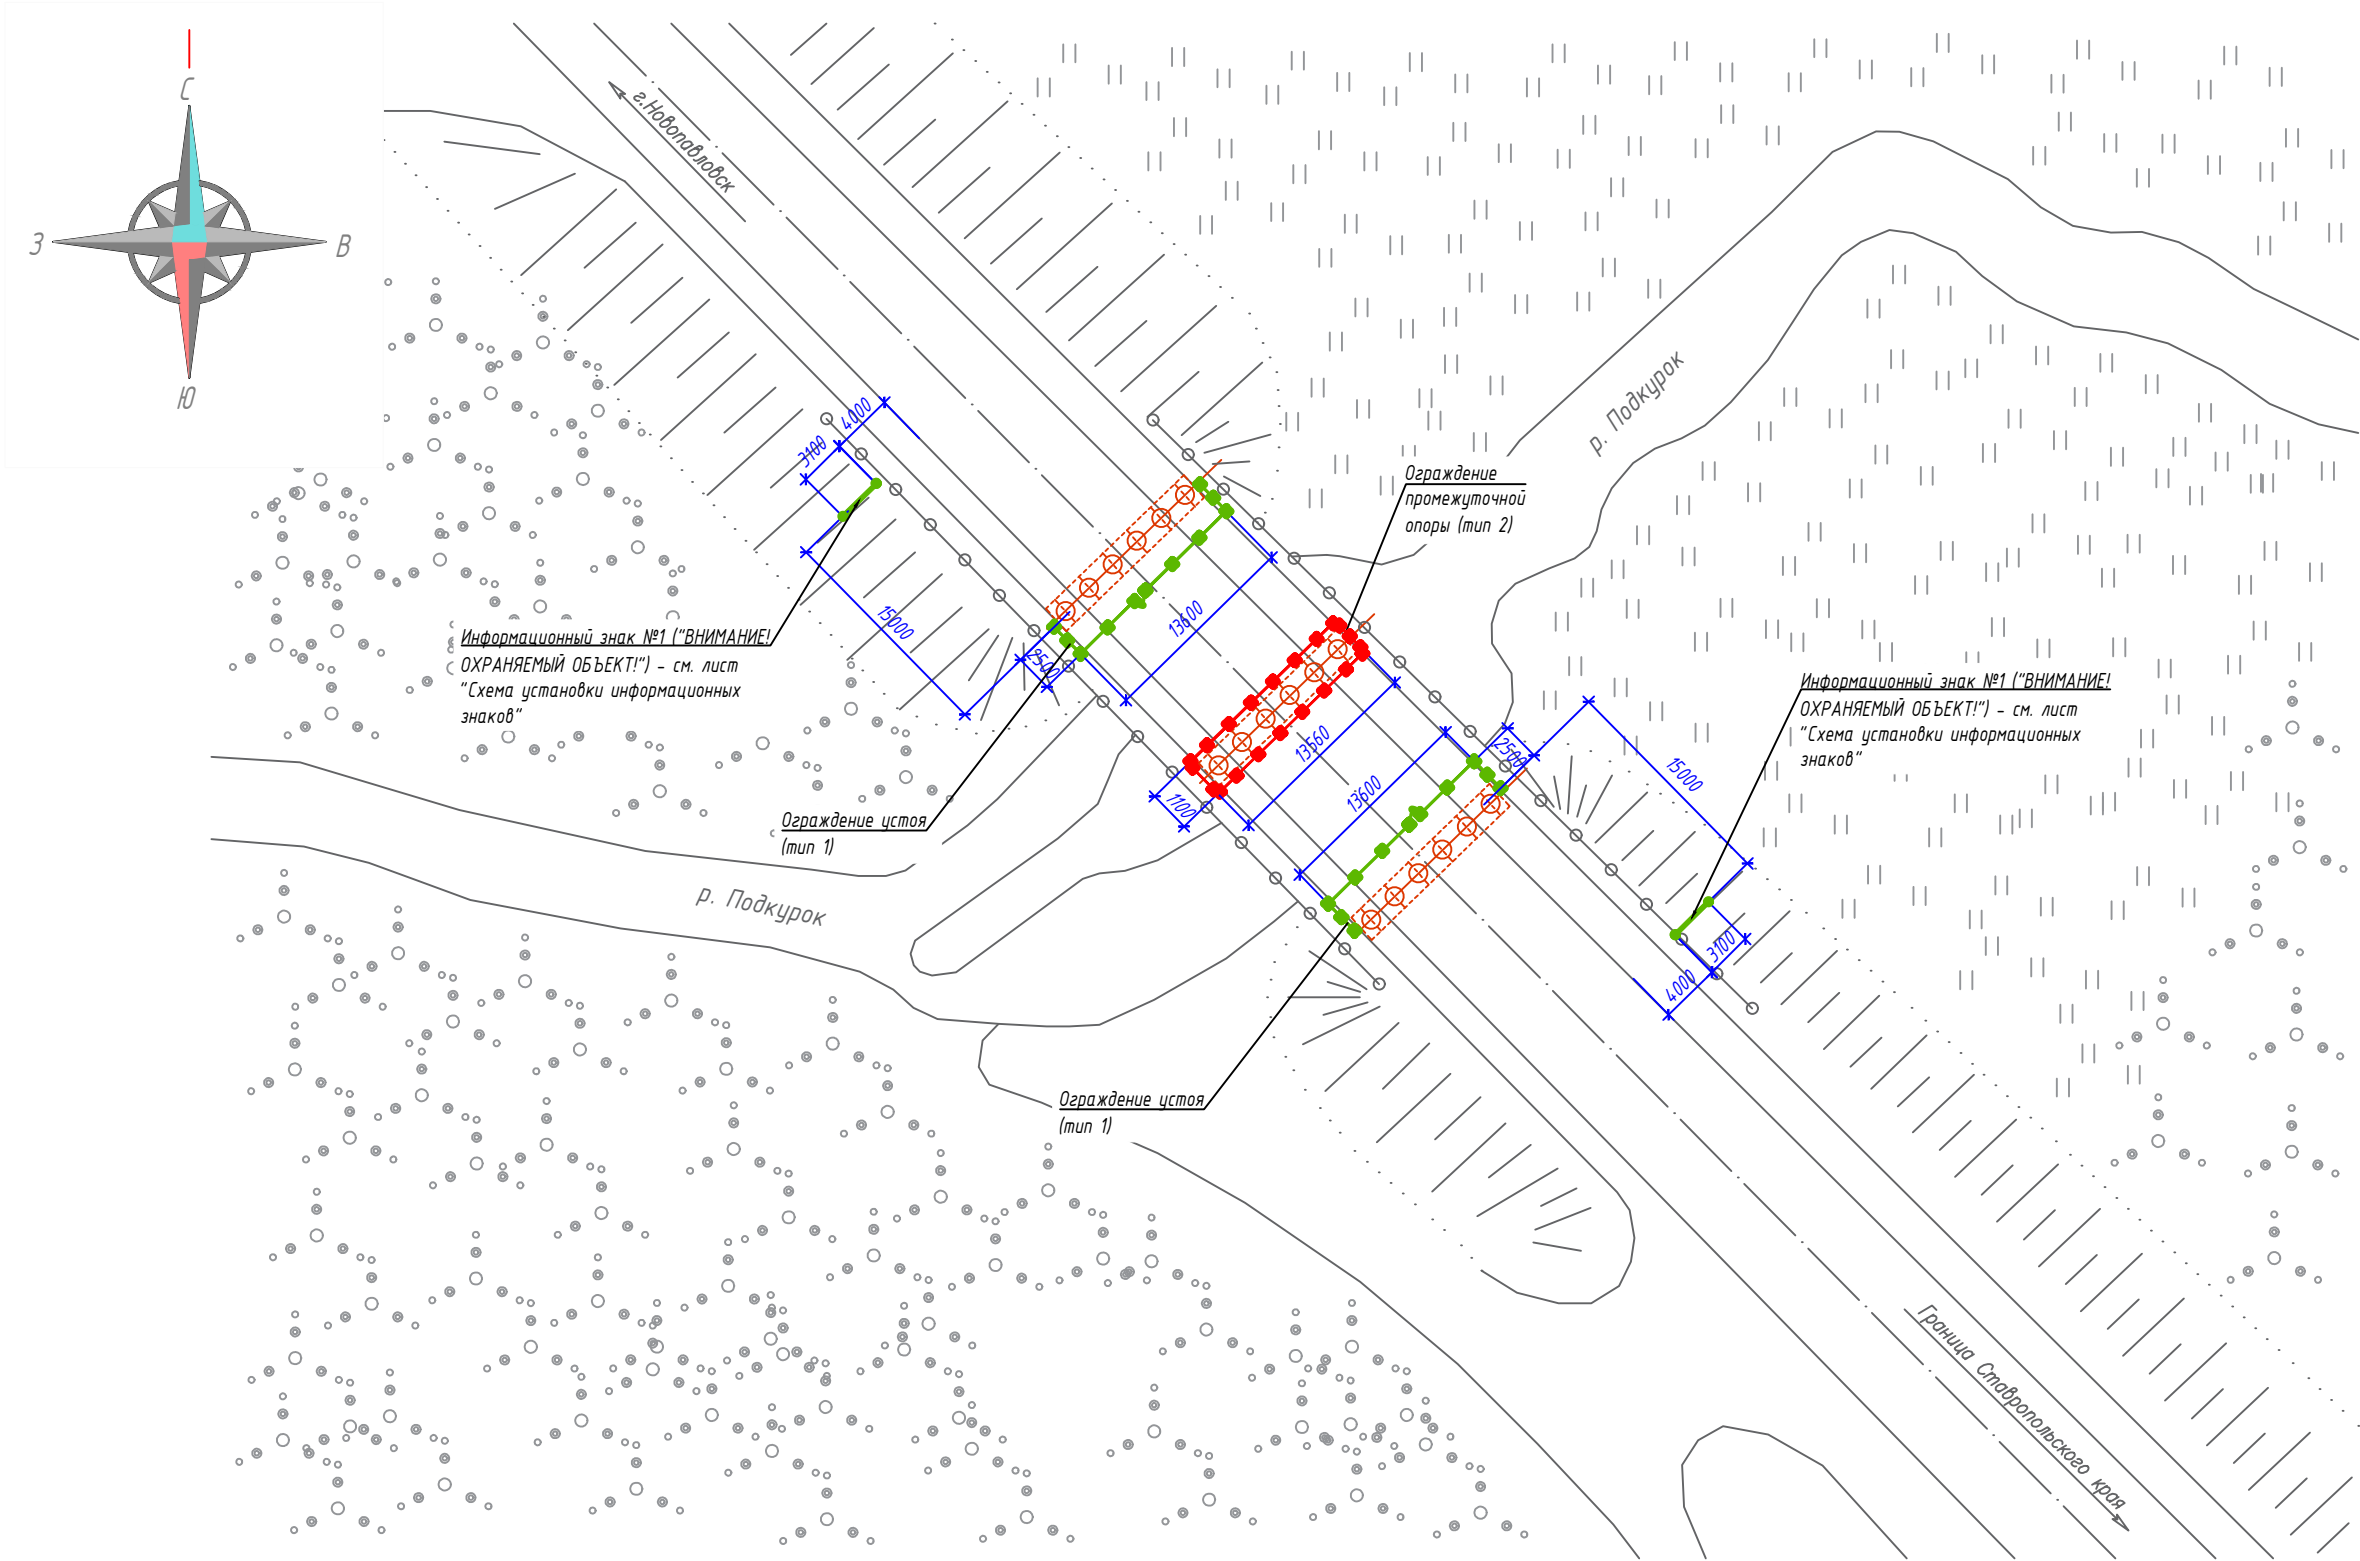 С
З
В
Ю
г.Новопавловск
р. Подкурок
4000
3100
15000
2500
13600
Ограждение
промежуточной
опоры (тип 2)
Информационный знак №1 ("ВНИМАНИЕ!
ОХРАНЯЕМЫЙ ОБЪЕКТ!") – см. лист
"Схема установки информационных
знаков"
Информационный знак №1 ("ВНИМАНИЕ!
ОХРАНЯЕМЫЙ ОБЪЕКТ!") – см. лист
"Схема установки информационных
знаков"
13560
2500
15000
13600
1100
Ограждение устоя
(тип 1)
р. Подкурок
3100
4000
Ограждение устоя
(тип 1)
Граница Ставропольского края